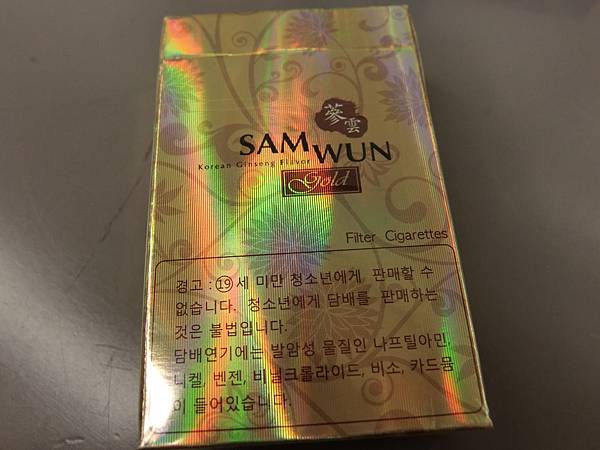 蔘雲
SAMWUN
Korean Ginseng Flavor
Gold
Filter Cigarettes
경고 : 19세 미만 청소년에게 판매할 수
없습니다. 청소년에게 담배를 판매하는
것은 불법입니다.
담배연기에는 발암성 물질인 나프틸아민,
니켈, 벤젠, 비닐크롤라이드, 비소, 카드뮴
이 들어있습니다.